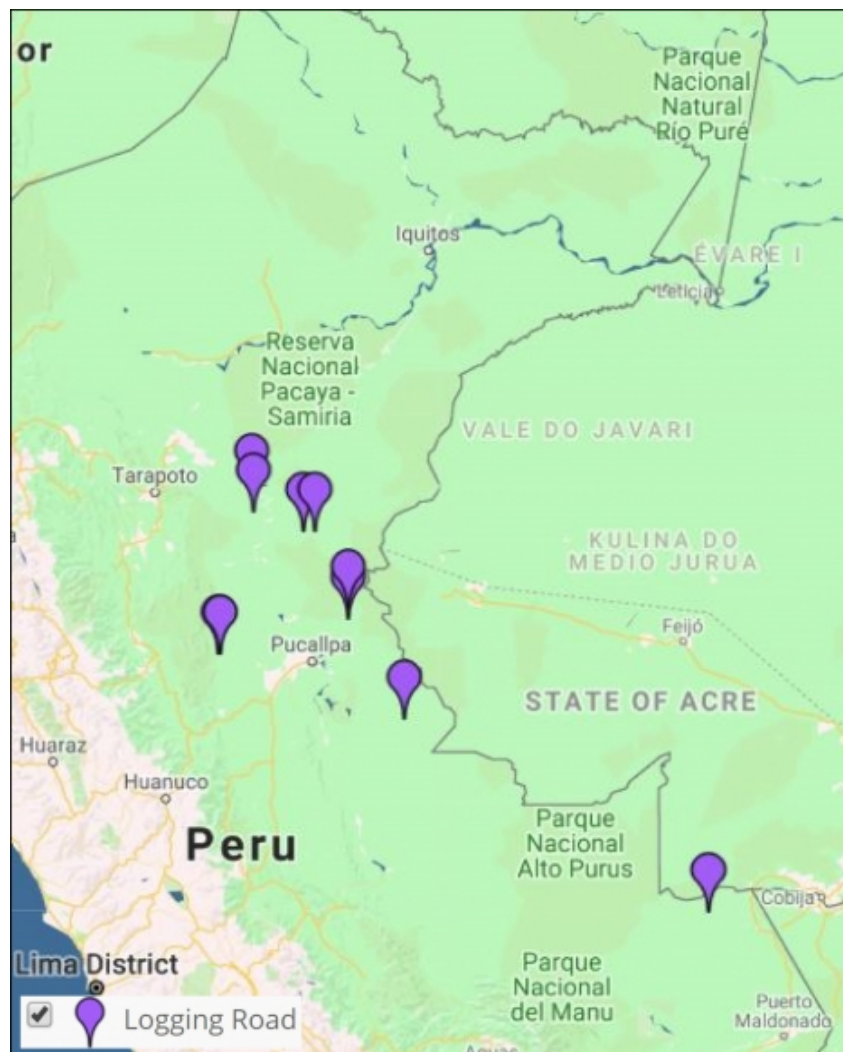 or
Parque
Nacional
Natural
Río Puré
Iquitos
ÉVARE I
Leticia
Reserva
Nacional
Pacaya -
Samiria
VALE DO JAVARI
Tarapoto
KULINA DO
MEDIO JURUA
Feijó
Pucallpa
STATE OF ACRE
Huaraz
Huanuco
Parque
Nacional
Alto Purus
Peru
Cobija
Lima District
Parque
Nacional
del Manu
Puerto
Maldonado
Logging Road